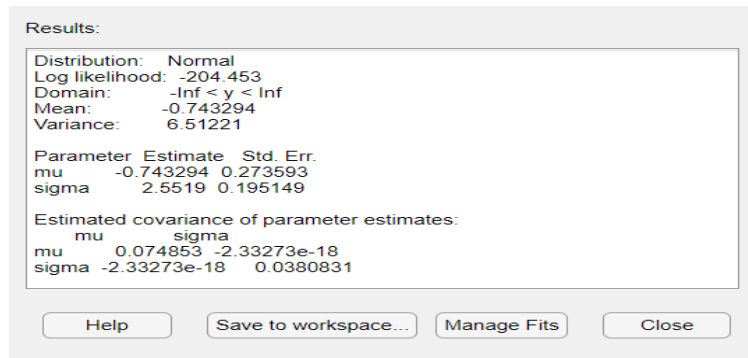 Results:
Distribution: Normal
Log likelihood: -204.453
Domain: -Inf < y < Inf
Mean: -0.743294
Variance: 6.51221
Parameter Estimate Std. Err.
mu -0.743294 0.273593
sigma 2.5519 0.195149
Estimated covariance of parameter estimates:
mu sigma
mu 0.074853 -2.33273e-18
sigma -2.33273e-18 0.0380831
Help Save to workspace... Manage Fits Close